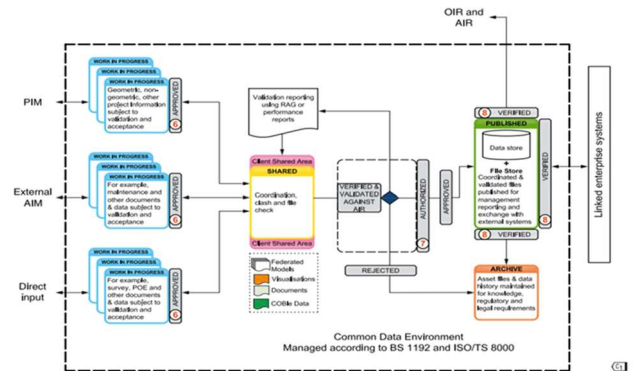 OIR and
AIR
WORK IN PROGRESS
WORK IN PROGRESS
WORK IN PROGRESS
Geometric, non-
geometric, other
project information
subject to
validation and
acceptance
APPROVED
6
PIM
Validation reporting
using RAG or
performance
reports
8
VERIFIED
PUBLISHED
Data store
+
File Store
Coordinated &
validated files
published for
management
reporting and
exchange with
external systems
VERIFIED
8
8
VERIFIED
Linked enterprise systems
External
AIM
WORK IN PROGRESS
WORK IN PROGRESS
WORK IN PROGRESS
For example,
maintenance and
other documents
& data subject to
validation and
acceptance
APPROVED
6
Client Shared Area
SHARED
Coordination,
clash and file
check
Client Shared Area
VERIFIED &
VALIDATED
AGAINST
AIR
AUTHORIZED
7
APPROVED
REJECTED
Direct
input
WORK IN PROGRESS
WORK IN PROGRESS
WORK IN PROGRESS
For example,
survey, POE and
other documents
& data subject to
validation and
acceptance
APPROVED
6
Federated
Models
Visualisations
Documents
COBie Data
ARCHIVE
Asset files & data
history maintained
for knowledge,
regulatory and
legal requirements
Common Data Environment
Managed according to BS 1192 and ISO/TS 8000